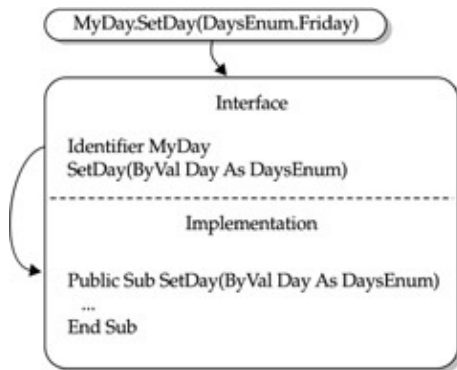 MyDay.SetDay(DaysEnum.Friday)
Interface
Identifier MyDay
SetDay(ByVal Day As DaysEnum)
Implementation
Public Sub SetDay(ByVal Day As DaysEnum)
...
End Sub